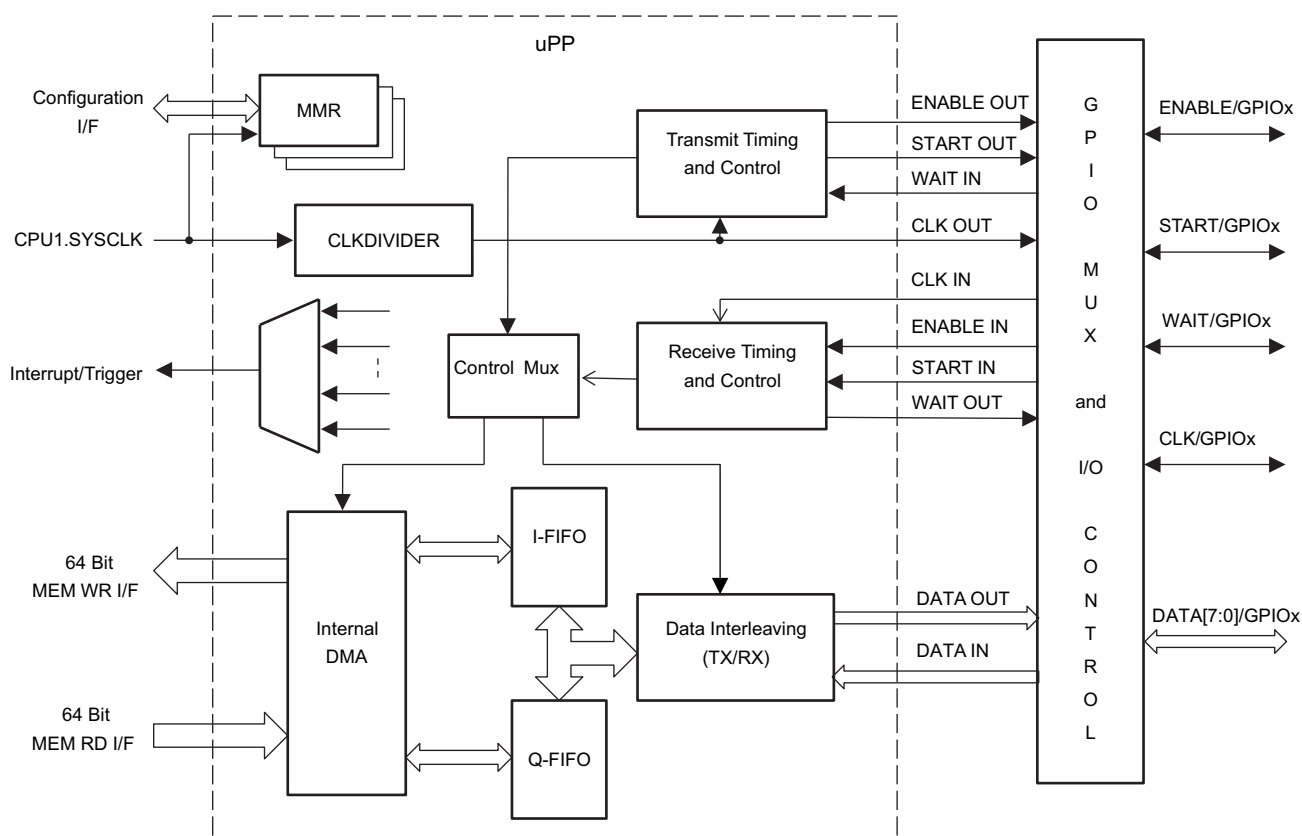 uPP
Configuration
I/F
MMR
CPU1.SYSCLK
CLKDIVIDER
Transmit Timing
and Control
ENABLE OUT
START OUT
WAIT IN
CLK OUT
CLK IN
ENABLE IN
START IN
WAIT OUT
Interrupt/Trigger
Control Mux
Receive Timing
and Control
64 Bit
MEM WR I/F
64 Bit
MEM RD I/F
Internal
DMA
I-FIFO
Q-FIFO
Data Interleaving
(TX/RX)
DATA OUT
DATA IN
G
P
I
O
M
U
X
and
I/O
C
O
N
T
R
O
L
ENABLE/GPIOx
START/GPIOx
WAIT/GPIOx
CLK/GPIOx
DATA[7:0]/GPIOx